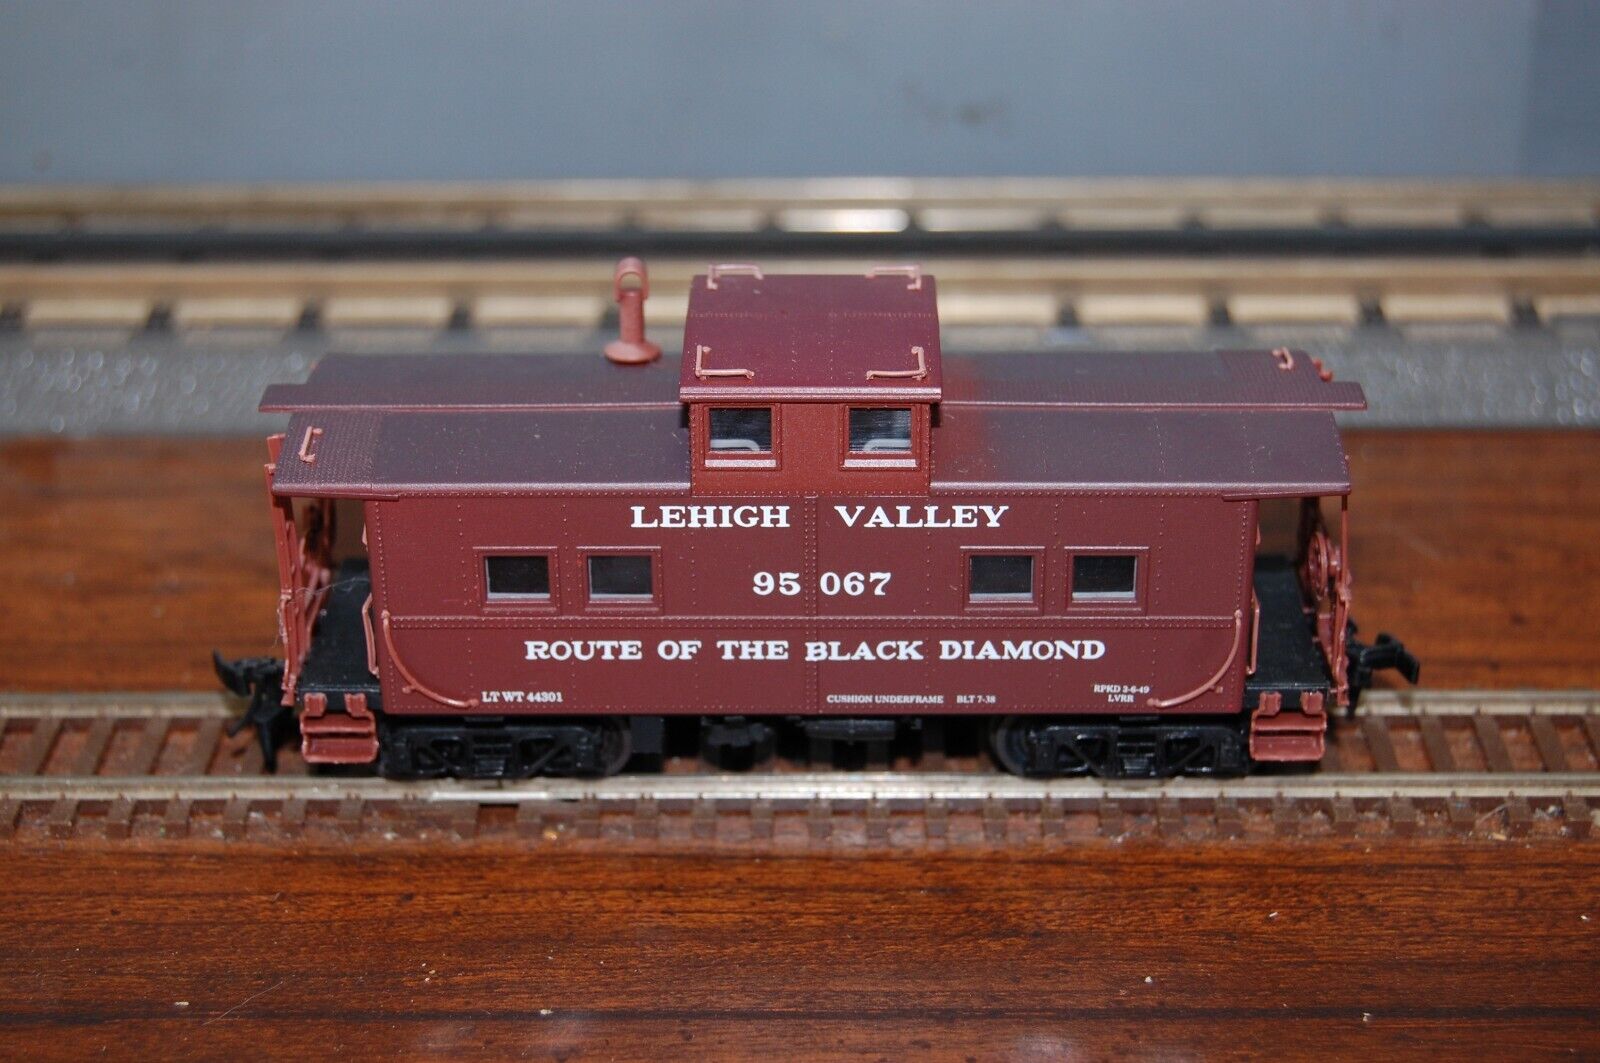 LEHIGH VALLEY
95 067
ROUTE OF THE BLACK DIAMOND
LT WT 44301
CUSHION UNDERFRAME BLT 7-38
RPKD 3-6-49
LVRR